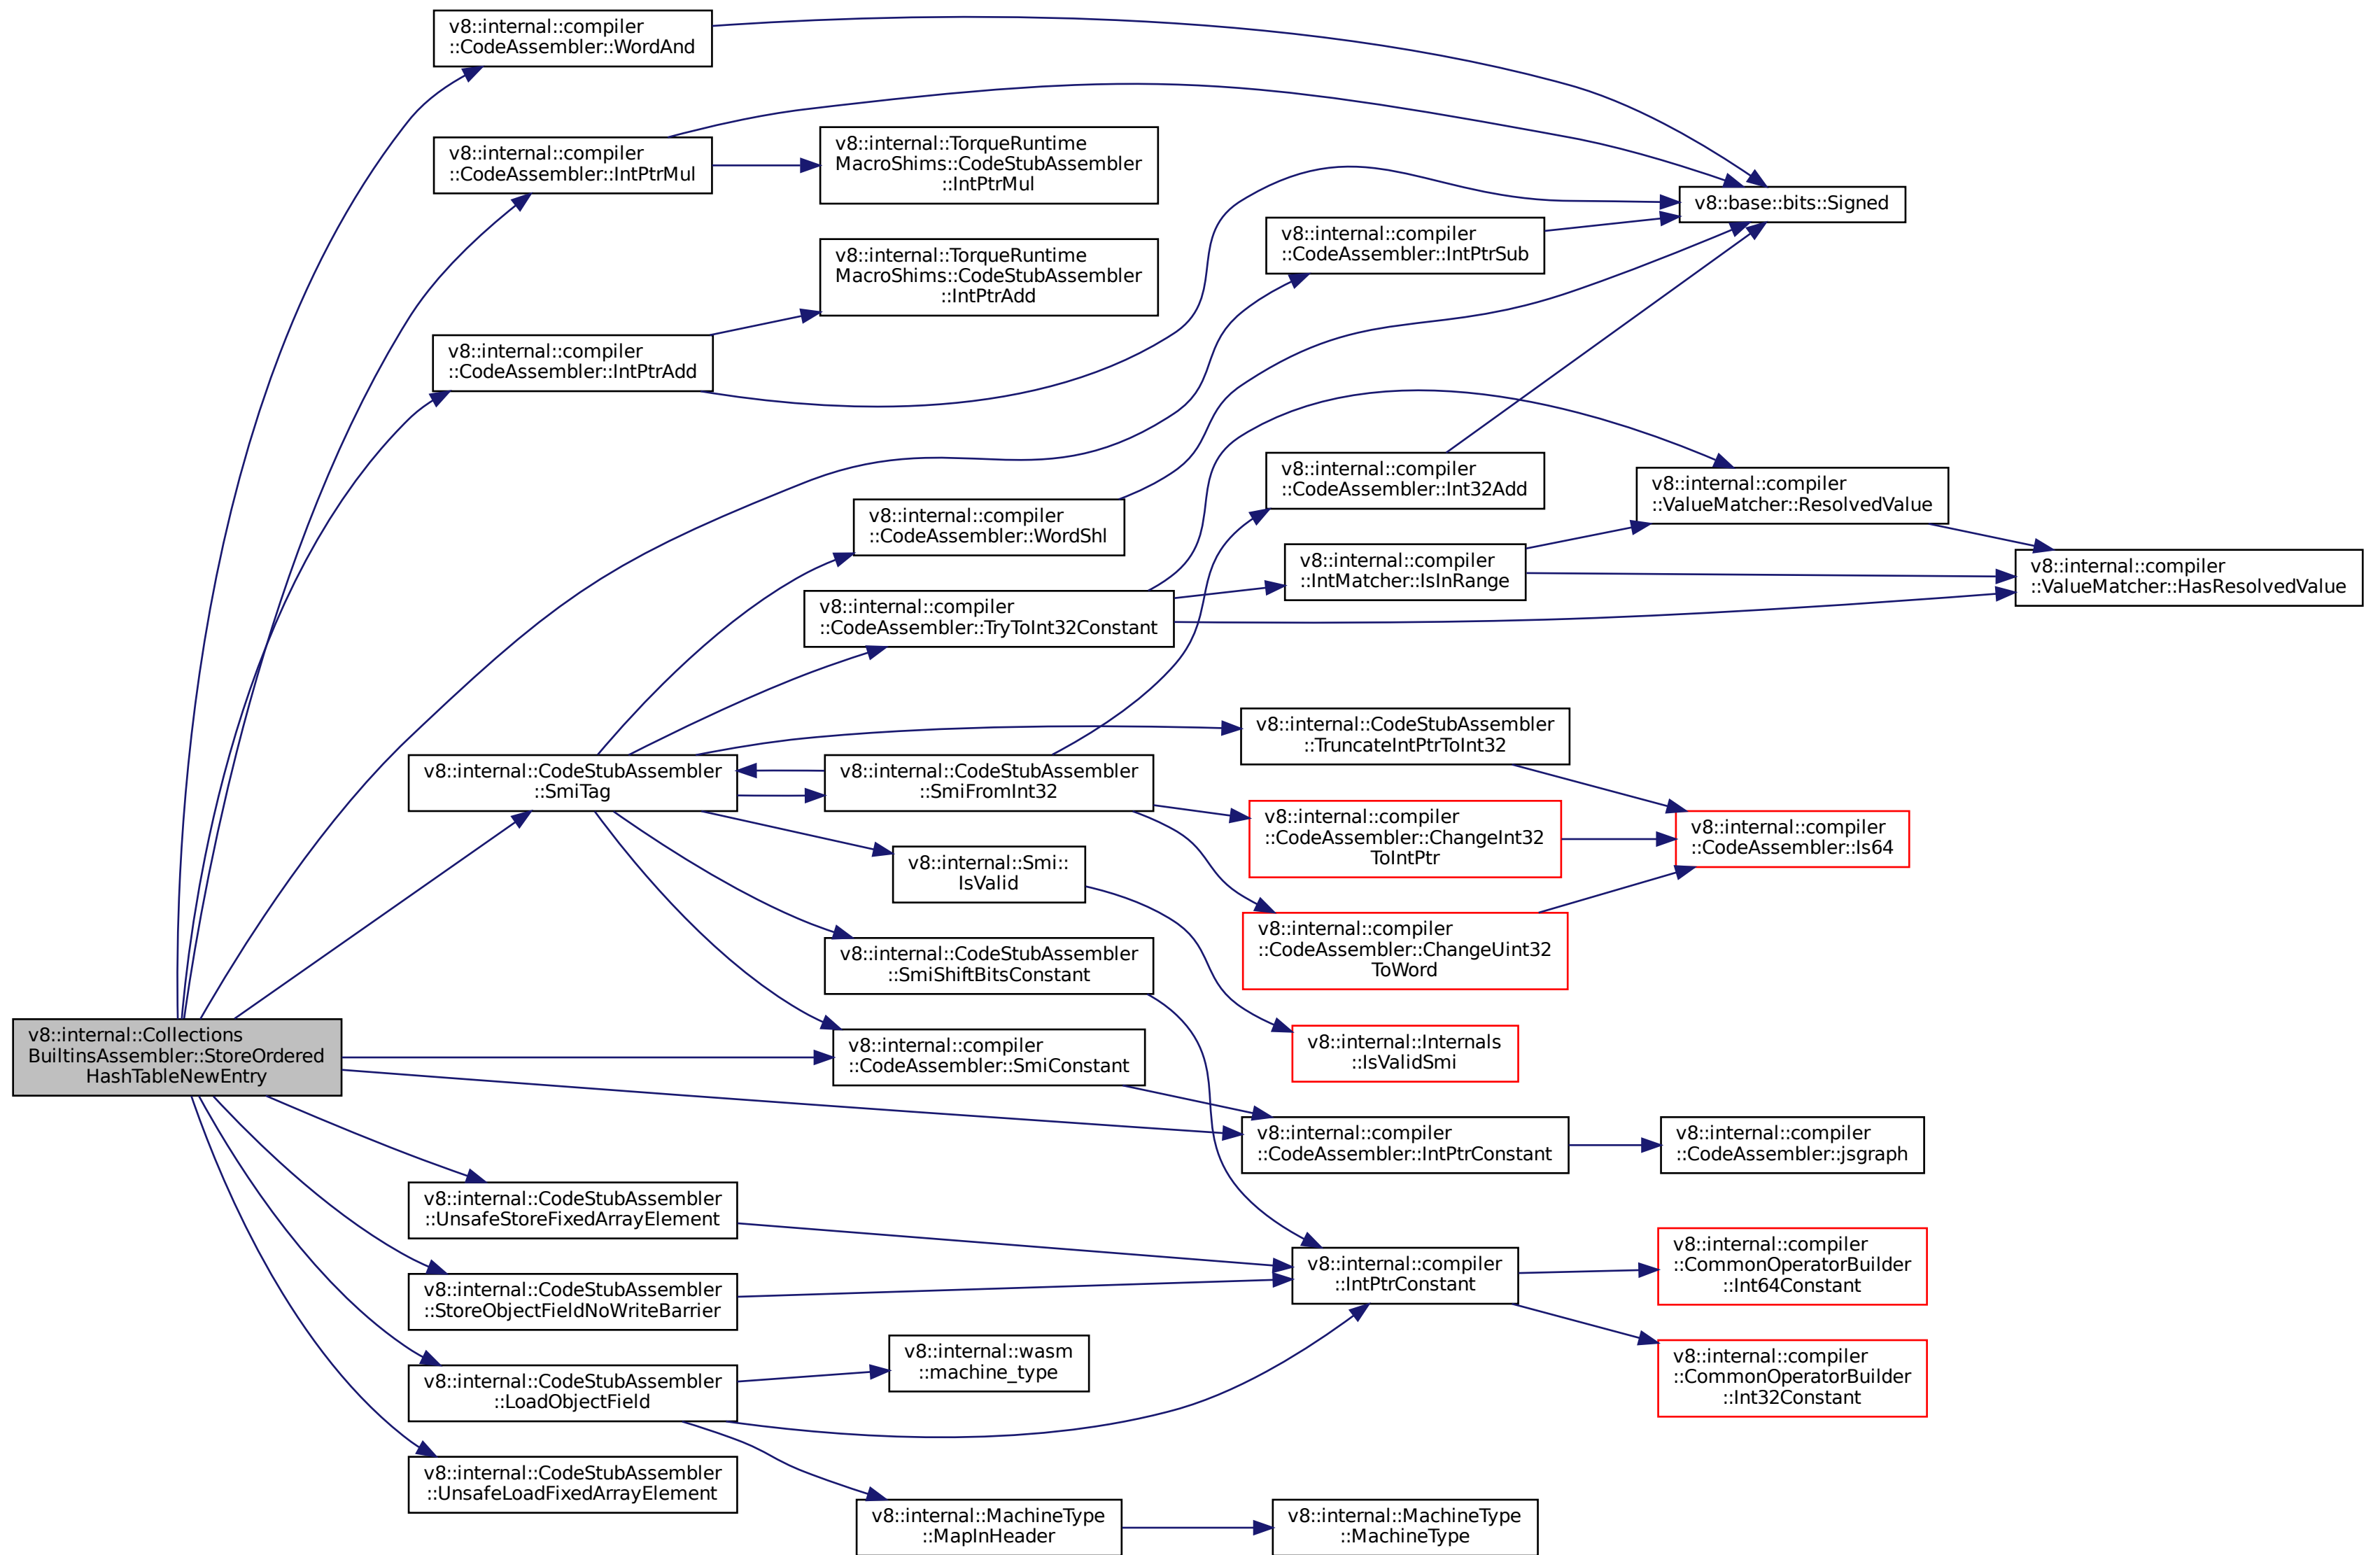 v8::internal::compiler
::CodeAssembler::WordAnd
v8::internal::compiler
::CodeAssembler::IntPtrMul
v8::internal::TorqueRuntime
MacroShims::CodeStubAssembler
::IntPtrMul
v8::base::bits::Signed
v8::internal::compiler
::CodeAssembler::IntPtrSub
v8::internal::TorqueRuntime
MacroShims::CodeStubAssembler
::IntPtrAdd
v8::internal::compiler
::CodeAssembler::IntPtrAdd
v8::internal::compiler
::CodeAssembler::Int32Add
v8::internal::compiler
::ValueMatcher::ResolvedValue
v8::internal::compiler
::CodeAssembler::WordShl
v8::internal::compiler
::IntMatcher::IsInRange
v8::internal::compiler
::ValueMatcher::HasResolvedValue
v8::internal::compiler
::CodeAssembler::TryToInt32Constant
v8::internal::CodeStubAssembler
::TruncateIntPtrToInt32
v8::internal::CodeStubAssembler
::SmiTag
v8::internal::CodeStubAssembler
::SmiFromInt32
v8::internal::compiler
::CodeAssembler::ChangeInt32
ToIntPtr
v8::internal::compiler
::CodeAssembler::Is64
v8::internal::Smi::
IsValid
v8::internal::compiler
::CodeAssembler::ChangeUint32
ToWord
v8::internal::CodeStubAssembler
::SmiShiftBitsConstant
v8::internal::Collections
BuiltinsAssembler::StoreOrdered
HashTableNewEntry
v8::internal::compiler
::CodeAssembler::SmiConstant
v8::internal::Internals
::IsValidSmi
v8::internal::compiler
::CodeAssembler::IntPtrConstant
v8::internal::compiler
::CodeAssembler::jsgraph
v8::internal::CodeStubAssembler
::UnsafeStoreFixedArrayElement
v8::internal::CodeStubAssembler
::StoreObjectFieldNoWriteBarrier
v8::internal::compiler
::IntPtrConstant
v8::internal::compiler
::CommonOperatorBuilder
::Int64Constant
v8::internal::compiler
::CommonOperatorBuilder
::Int32Constant
v8::internal::CodeStubAssembler
::LoadObjectField
v8::internal::wasm
::machine_type
v8::internal::CodeStubAssembler
::UnsafeLoadFixedArrayElement
v8::internal::MachineType
::MapInHeader
v8::internal::MachineType
::MachineType